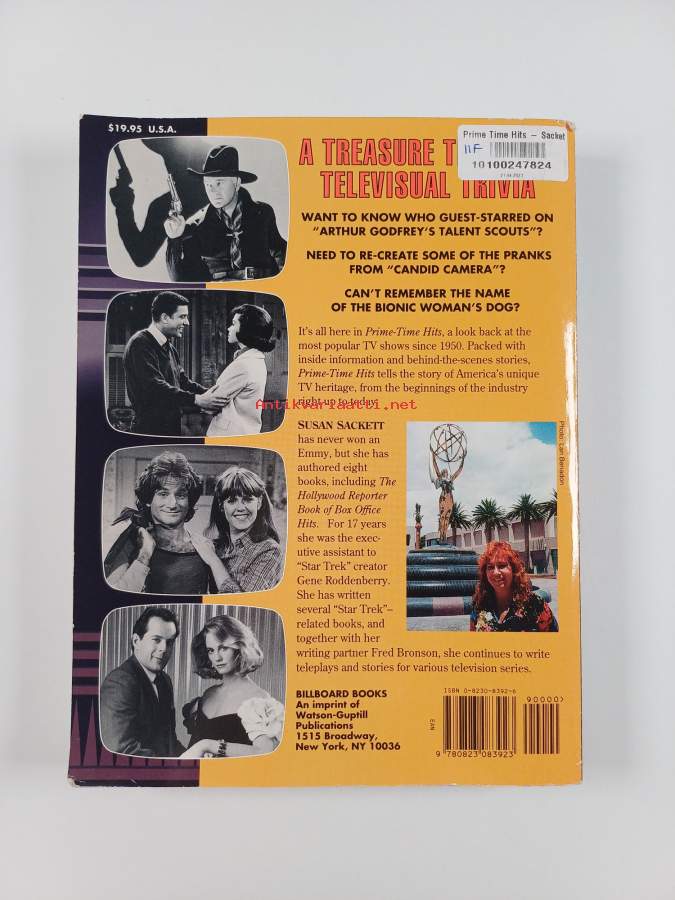 $19.95 U.S.A.
Prime Time Hits – Sacket
11F
10100247824
A TREASURE T
TELEVISUAL TRIVIA
WANT TO KNOW WHO GUEST-STARRED ON
“ARTHUR GODFREY’S TALENT SCOUTS”?
NEED TO RE-CREATE SOME OF THE PRANKS
FROM “CANDID CAMERA”?
CAN’T REMEMBER THE NAME
OF THE BIONIC WOMAN’S DOG?
It’s all here in Prime-Time Hits, a look back at the
most popular TV shows since 1950. Packed with
inside information and behind-the-scenes stories,
Prime-Time Hits tells the story of America’s unique
TV heritage, from the beginnings of the industry
right up to today.
Antikvariaatti.net
SUSAN SACKETT
has never won an
Emmy, but she has
authored eight
books, including The
Hollywood Reporter
Book of Box Office
Hits. For 17 years
she was the exec-
utive assistant to
“Star Trek” creator
Gene Roddenberry.
She has written
several “Star Trek”–
related books, and
together with her
writing partner Fred Bronson, she continues to write
teleplays and stories for various television series.
BILLBOARD BOOKS
An imprint of
Watson-Guptill
Publications
1515 Broadway,
New York, NY 10036
ISBN 0-8230-8392-6
90000>
EAN
9 780823 083923